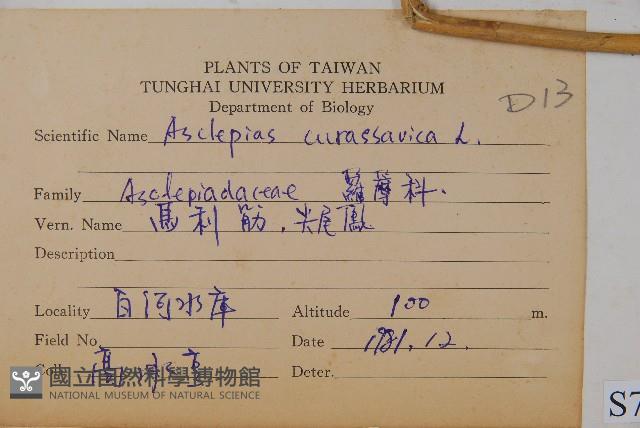 PLANTS OF TAIWAN
TUNGHAI UNIVERSITY HERBARIUM
Department of Biology
D13
Scientific Name Asclepias curassavica L.
Family Asclepiadaceae 蘿藦科.
Vern. Name 馬利筋, 尖尾鳳
Description
Locality 白河水庫 Altitude 100 m.
Field No. Date 1981. 12.
Coll. Deter.
國立自然科學博物館
NATIONAL MUSEUM OF NATURAL SCIENCE
S7